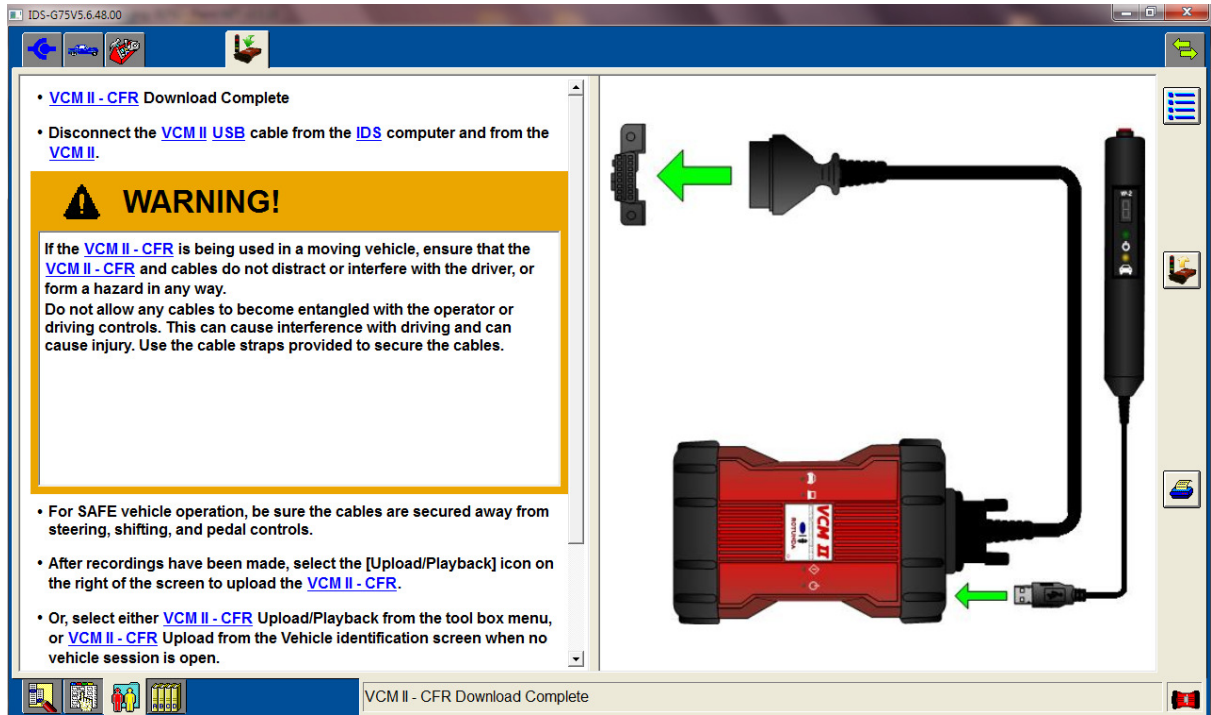 IDS-G75V5.6.48.00
• VCM II - CFR Download Complete
• Disconnect the VCM II USB cable from the IDS computer and from the
VCM II.
WARNING!
If the VCM II - CFR is being used in a moving vehicle, ensure that the
VCM II - CFR and cables do not distract or interfere with the driver, or
form a hazard in any way.
Do not allow any cables to become entangled with the operator or
driving controls. This can cause interference with driving and can
cause injury. Use the cable straps provided to secure the cables.
• For SAFE vehicle operation, be sure the cables are secured away from
steering, shifting, and pedal controls.
• After recordings have been made, select the [Upload/Playback] icon on
the right of the screen to upload the VCM II - CFR.
• Or, select either VCM II - CFR Upload/Playback from the tool box menu,
or VCM II - CFR Upload from the Vehicle identification screen when no
vehicle session is open.
VCM II
ROTUNDA
VCM II - CFR Download Complete